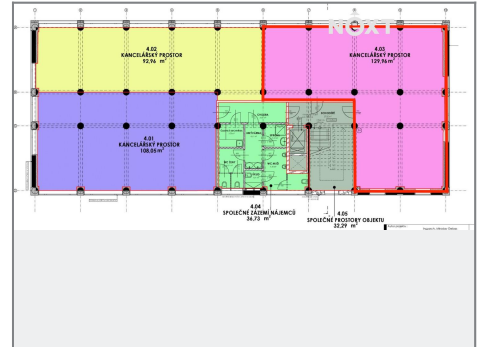 NEXT
4.02
KANCELÁŘSKÝ PROSTOR
92,96 m²
4.03
KANCELÁŘSKÝ PROSTOR
129,96 m²
4.01
KANCELÁŘSKÝ PROSTOR
108,05 m²
4.04
SPOLEČNÉ ZÁZEMÍ NÁJEMCŮ
36,73 m²
4.05
SPOLEČNÉ PROSTORY OBJEKTU
32,29 m²